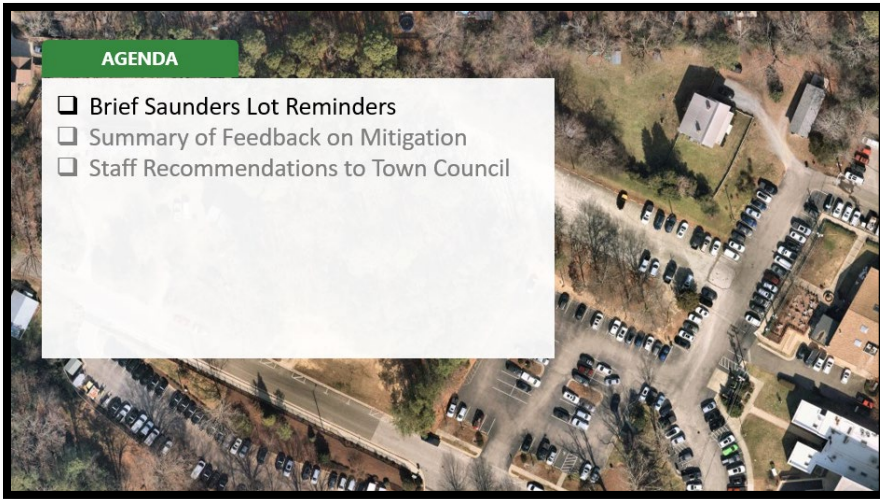 AGENDA
Brief Saunders Lot Reminders
Summary of Feedback on Mitigation
Staff Recommendations to Town Council